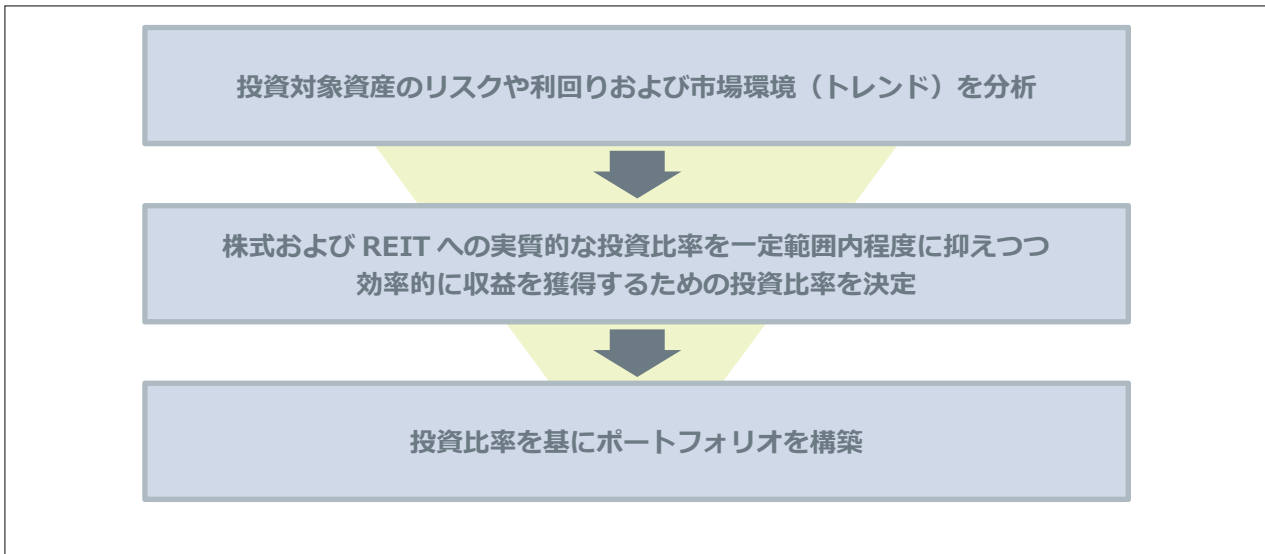 投資対象資産のリスクや利回りおよび市場環境（トレンド）を分析
株式および REIT への実質的な投資比率を一定範囲内程度に抑えつつ
効率的に収益を獲得するための投資比率を決定
投資比率を基にポートフォリオを構築